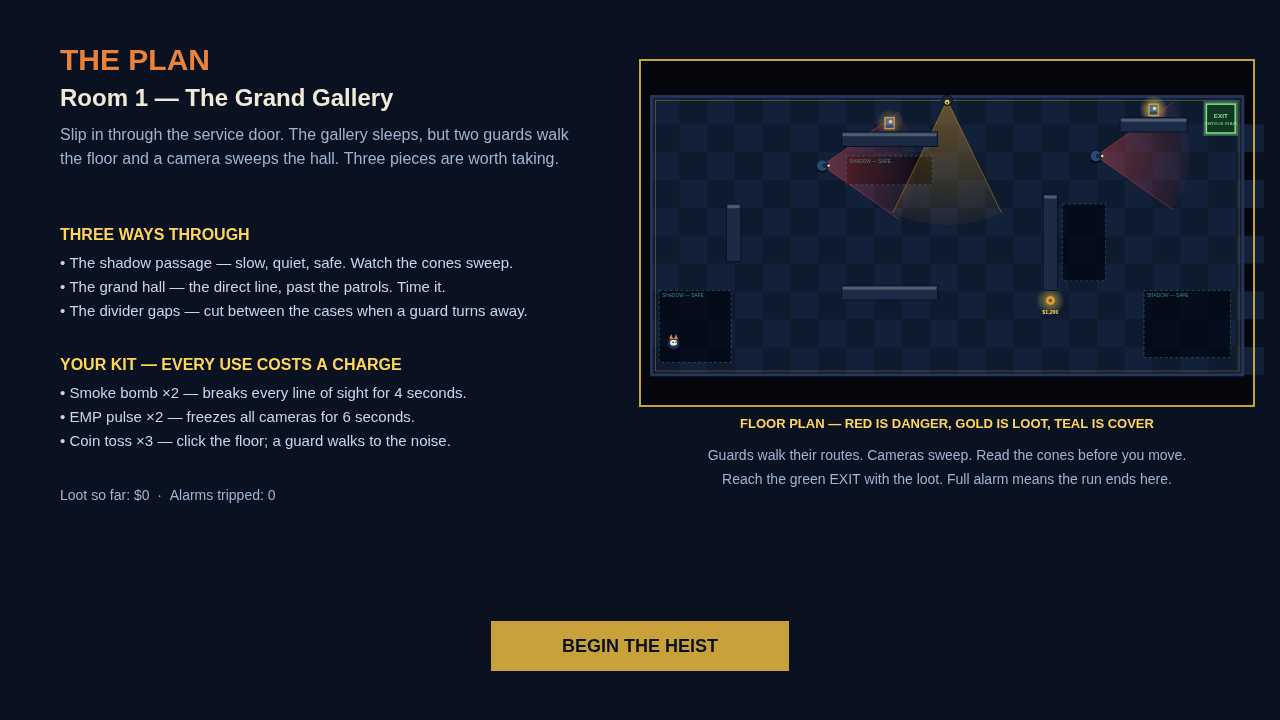 THE PLAN
Room 1 — The Grand Gallery
Slip in through the service door. The gallery sleeps, but two guards walk
the floor and a camera sweeps the hall. Three pieces are worth taking.
THREE WAYS THROUGH
• The shadow passage — slow, quiet, safe. Watch the cones sweep.
• The grand hall — the direct line, past the patrols. Time it.
• The divider gaps — cut between the cases when a guard turns away.
YOUR KIT — EVERY USE COSTS A CHARGE
• Smoke bomb ×2 — breaks every line of sight for 4 seconds.
• EMP pulse ×2 — freezes all cameras for 6 seconds.
• Coin toss ×3 — click the floor; a guard walks to the noise.
Loot so far: $0 · Alarms tripped: 0
EXIT
SHADOW — SAFE
SHADOW — SAFE
SHADOW — SAFE
$1,200
FLOOR PLAN — RED IS DANGER, GOLD IS LOOT, TEAL IS COVER
Guards walk their routes. Cameras sweep. Read the cones before you move.
Reach the green EXIT with the loot. Full alarm means the run ends here.
BEGIN THE HEIST